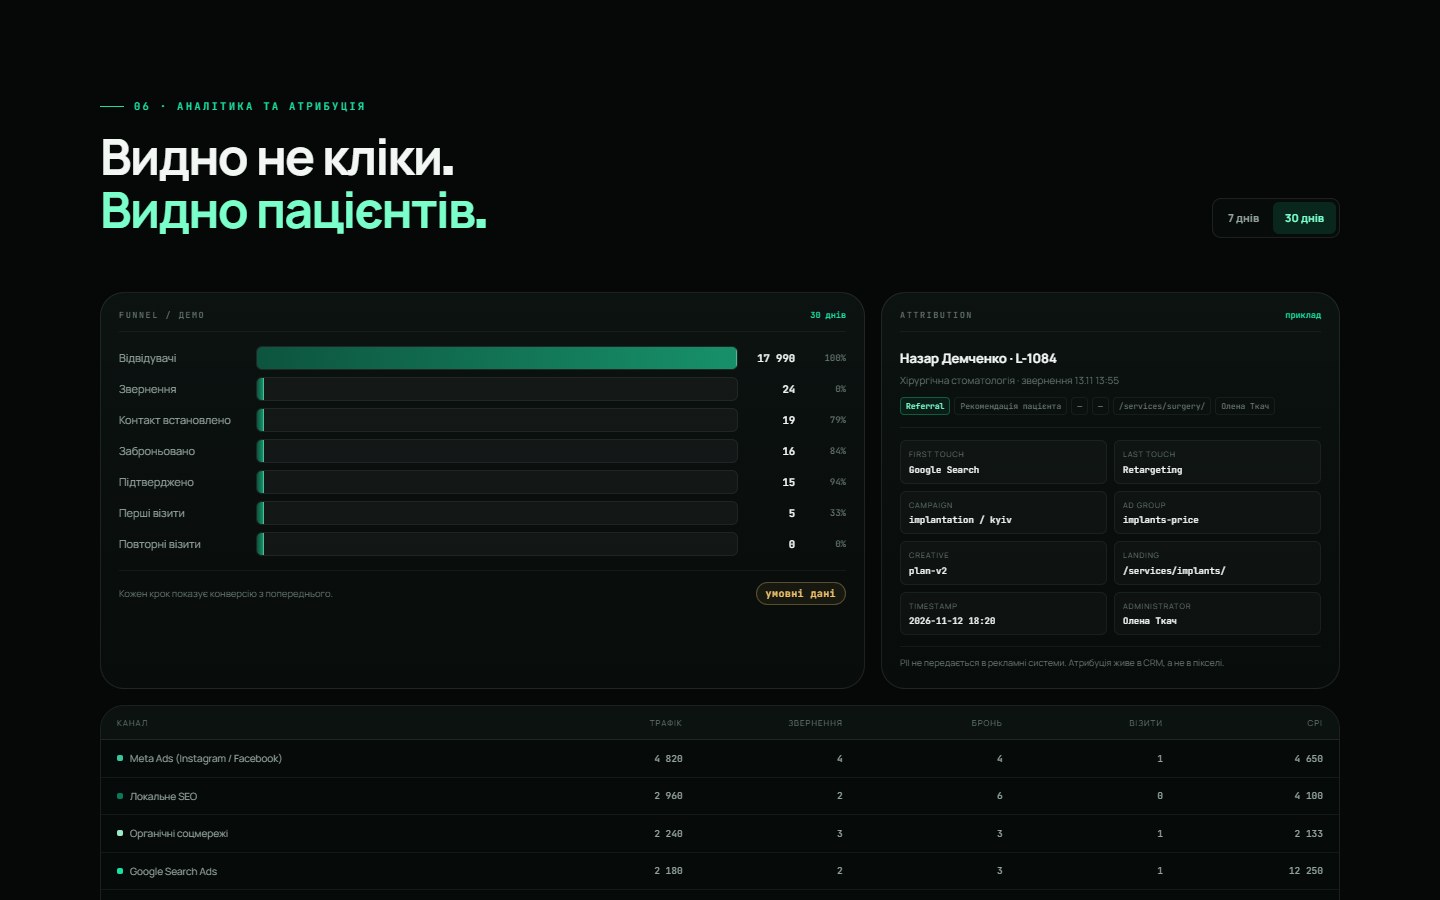 06 · АНАЛІТИКА ТА АТРИБУЦІЯ
Видно не кліки.
Видно пацієнтів.
7 днів 30 днів
FUNNEL / ДЕМО 30 днів
Відвідувачі 17 990 100%
Звернення 24 0%
Контакт встановлено 19 79%
Заброньовано 16 84%
Підтверджено 15 94%
Перші візити 5 33%
Повторні візити 0 0%
Кожен крок показує конверсію з попереднього. умовні дані
ATTRIBUTION приклад
Назар Демченко · L-1084
Хірургічна стоматологія · звернення 13.11 13:55
Referral Рекомендація пацієнта — — /services/surgery/ Олена Ткач
FIRST TOUCH LAST TOUCH
Google Search Retargeting
CAMPAIGN AD GROUP
implantation / kyiv implants-price
CREATIVE LANDING
plan-v2 /services/implants/
TIMESTAMP ADMINISTRATOR
2026-11-12 18:20 Олена Ткач
PII не передається в рекламні системи. Атрибуція живе в CRM, а не в пікселі.
КАНАЛ ТРАФІК ЗВЕРНЕННЯ БРОНЬ ВІЗИТИ CPI
Meta Ads (Instagram / Facebook) 4 820 4 4 1 4 650
Локальне SEO 2 960 2 6 0 4 100
Органічні соцмережі 2 240 3 3 1 2 133
Google Search Ads 2 180 2 3 1 12 250